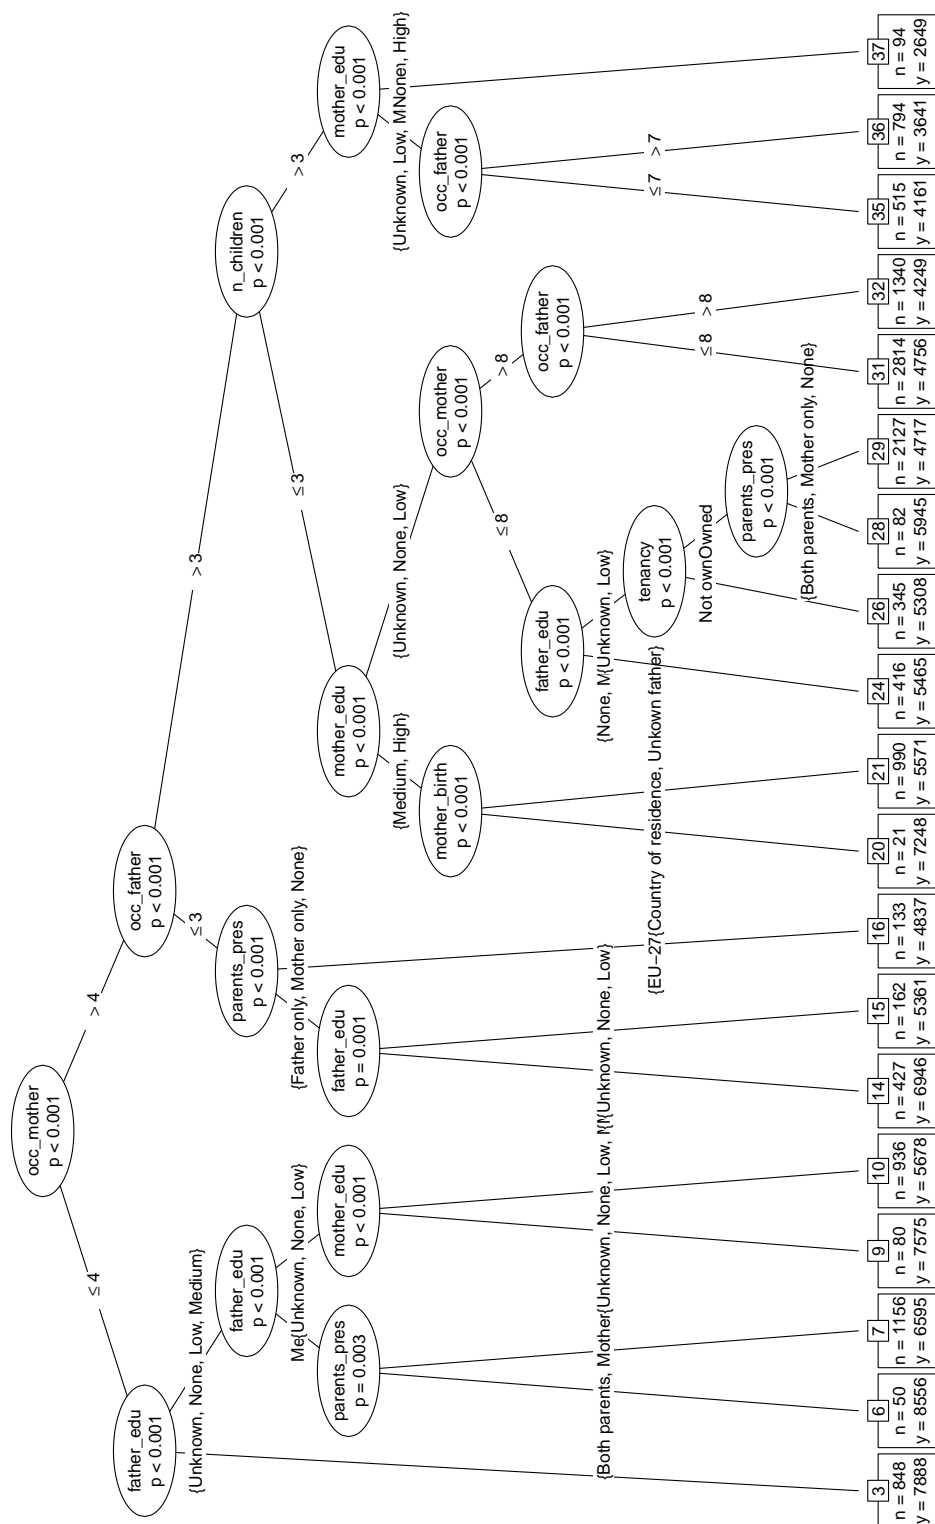 occ_mother
p < 0.001
≤ 4
> 4
father_edu
p < 0.001
{Unknown, None, Low, Medium}
3
n = 848
y = 7888
father_edu
p < 0.001
Me{Unknown, None, Low}
parents_pres
p = 0.003
{Both parents, Mother
6
n = 50
y = 8556
7
n = 1156
y = 6595
mother_edu
p < 0.001
{Unknown, None, Low,
9
n = 80
y = 7575
10
n = 936
y = 5678
occ_father
p < 0.001
≤ 3
> 3
parents_pres
p < 0.001
{Father only, Mother only, None}
father_edu
p = 0.001
{Unknown, None, Low}
14
n = 427
y = 6946
15
n = 162
y = 5361
16
n = 133
y = 4837
n_children
p < 0.001
≤ 3
> 3
mother_edu
p < 0.001
{Medium, High}
{Unknown, None, Low}
mother_birth
p < 0.001
{EU−27{Country of residence, Unkown father}
20
n = 21
y = 7248
21
n = 990
y = 5571
occ_mother
p < 0.001
≤ 8
> 8
father_edu
p < 0.001
{None, M{Unknown, Low}
24
n = 416
y = 5465
tenancy
p < 0.001
Not ownOwned
26
n = 345
y = 5308
parents_pres
p < 0.001
{Both parents, Mother only, None}
28
n = 82
y = 5945
29
n = 2127
y = 4717
occ_father
p < 0.001
≤ 8
> 8
31
n = 2814
y = 4756
32
n = 1340
y = 4249
mother_edu
p < 0.001
{Unknown, Low, MNone), High}
occ_father
p < 0.001
≤ 7
> 7
35
n = 515
y = 4161
36
n = 794
y = 3641
37
n = 94
y = 2649